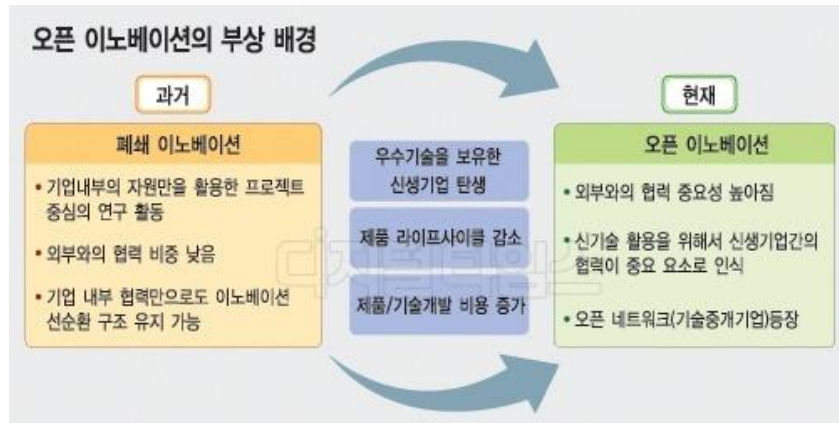 오픈 이노베이션의 부상 배경
과거
폐쇄 이노베이션
• 기업내부의 자원만을 활용한 프로젝트
중심의 연구 활동
• 외부와의 협력 비중 낮음
• 기업 내부 협력만으로도 이노베이션
선순환 구조 유지 가능
우수기술을 보유한
신생기업 탄생
제품 라이프사이클 감소
제품/기술개발 비용 증가
현재
오픈 이노베이션
• 외부와의 협력 중요성 높아짐
• 신기술 활용을 위해서 신생기업간의
협력이 중요 요소로 인식
• 오픈 네트워크(기술중개기업)등장
디지털타임스